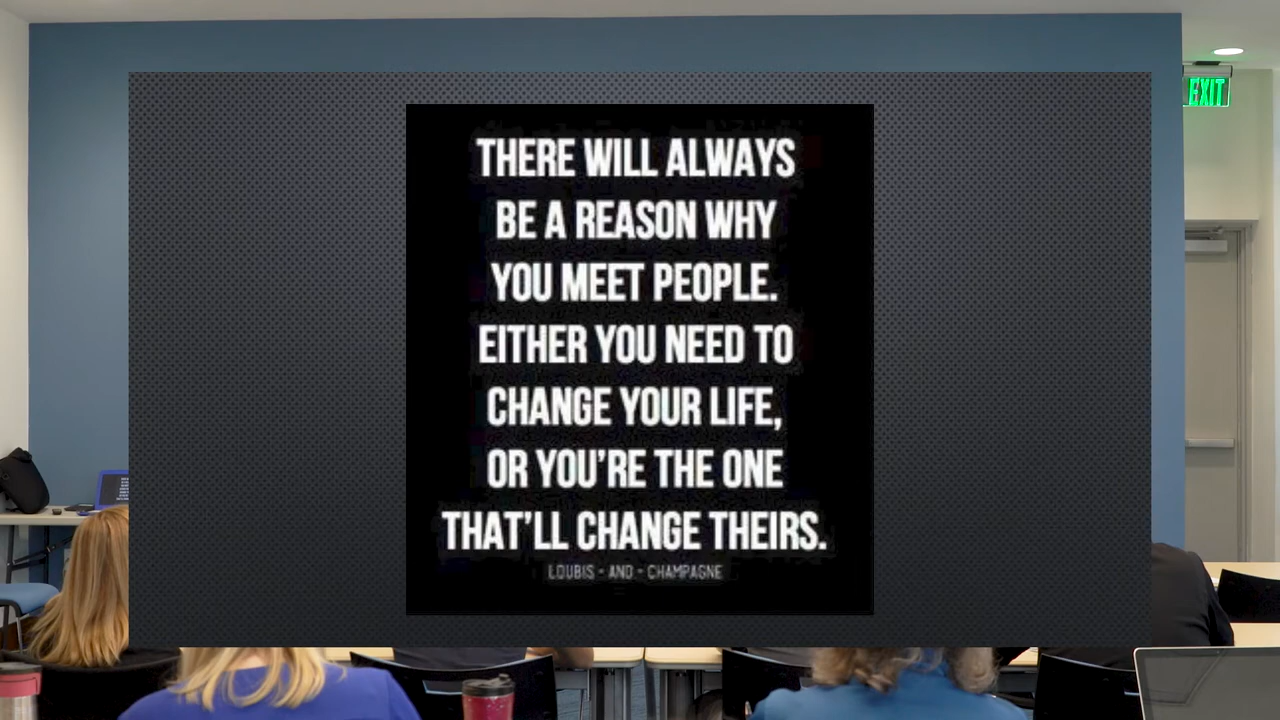 THERE WILL ALWAYS
BE A REASON WHY
YOU MEET PEOPLE.
EITHER YOU NEED TO
CHANGE YOUR LIFE,
OR YOU'RE THE ONE
THAT'LL CHANGE THEIRS.
LOUBIS - AND - CHAMPAGNE
EXIT